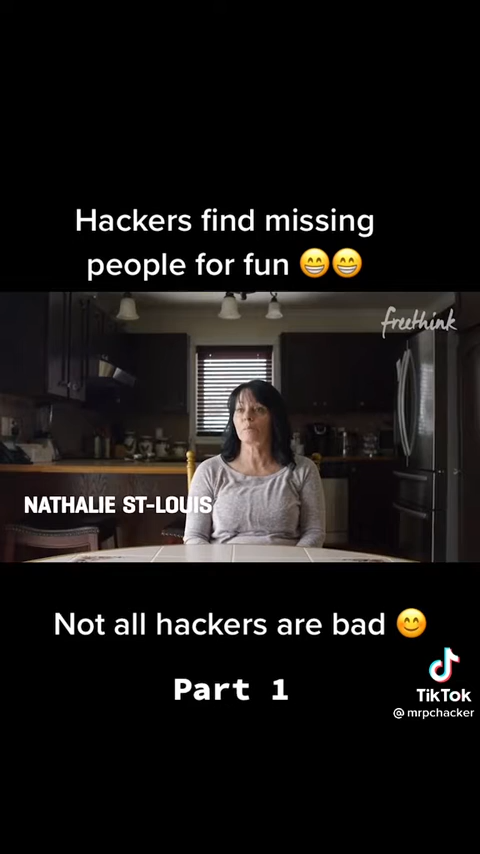 Hackers find missing
people for fun 😁😁
freethink
NATHALIE ST-LOUIS
Not all hackers are bad 😊
Part 1
TikTok
@mrpchacker